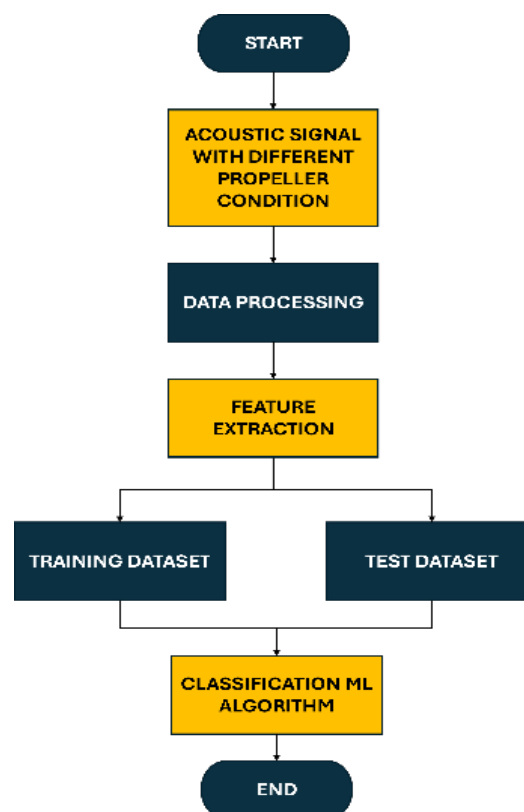 START
ACOUSTIC SIGNAL
WITH DIFFERENT
PROPELLER
CONDITION
DATA PROCESSING
FEATURE
EXTRACTION
TRAINING DATASET
TEST DATASET
CLASSIFICATION ML
ALGORITHM
END